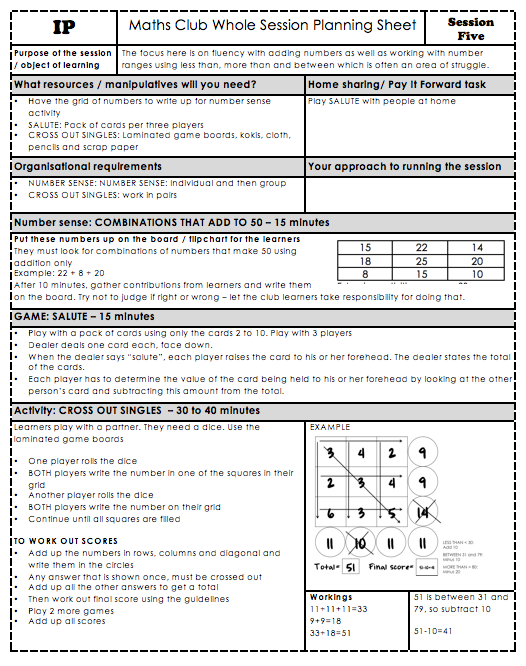 IP
Maths Club Whole Session Planning Sheet
Session
Five
Purpose of the session
/ object of learning
The focus here is on fluency with adding numbers as well as working with number
ranges using less than, more than and between which is often an area of struggle.
What resources / manipulatives will you need?
• Have the grid of numbers to write up for number sense
activity
• SALUTE: Pack of cards per three players
• CROSS OUT SINGLES: Laminated game boards, kokis, cloth,
pencils and scrap paper
Home sharing/ Pay It Forward task
Play SALUTE with people at home
Organisational requirements
• NUMBER SENSE: NUMBER SENSE: Individual and then group
• CROSS OUT SINGLES: work in pairs
Your approach to running the session
Number sense: COMBINATIONS THAT ADD TO 50 – 15 minutes
Put these numbers up on the board / flipchart for the learners
They must look for combinations of numbers that make 50 using
addition only
Example: 22 + 8 + 20
After 10 minutes, gather contributions from learners and write them
on the board. Try not to judge if right or wrong – let the club learners take responsibility for doing that.
15 22 14
18 25 20
8 15 10
GAME: SALUTE – 15 minutes
• Play with a pack of cards using only the cards 2 to 10. Play with 3 players
• Dealer deals one card each, face down.
• When the dealer says "salute", each player raises the card to his or her forehead. The dealer states the total
of the cards.
• Each player has to determine the value of the card being held to his or her forehead by looking at the other
person's card and subtracting this amount from the total.
Activity: CROSS OUT SINGLES – 30 to 40 minutes
Learners play with a partner. They need a dice. Use the
laminated game boards
• One player rolls the dice
• BOTH players write the number in one of the squares in their
grid
• Another player rolls the dice
• BOTH players write the number on their grid
• Continue until all squares are filled
TO WORK OUT SCORES
• Add up the numbers in rows, columns and diagonal and
write them in the circles
• Any answer that is shown once, must be crossed out
• Add up all the other answers to get a total
• Then work out final score using the guidelines
• Play 2 more games
• Add up all scores
EXAMPLE
3 4 2 9
2 3 4 9
6 3 5 14
11 10 11 11
Total= 51 Final score=
LESS THAN = 30:
Add 10
BETWEEN 31 and 79:
Minus 10
MORE THAN = 80:
Minus 20
Workings
11+11+11=33
9+9=18
33+18=51
51 is between 31 and
79, so subtract 10
51-10=41